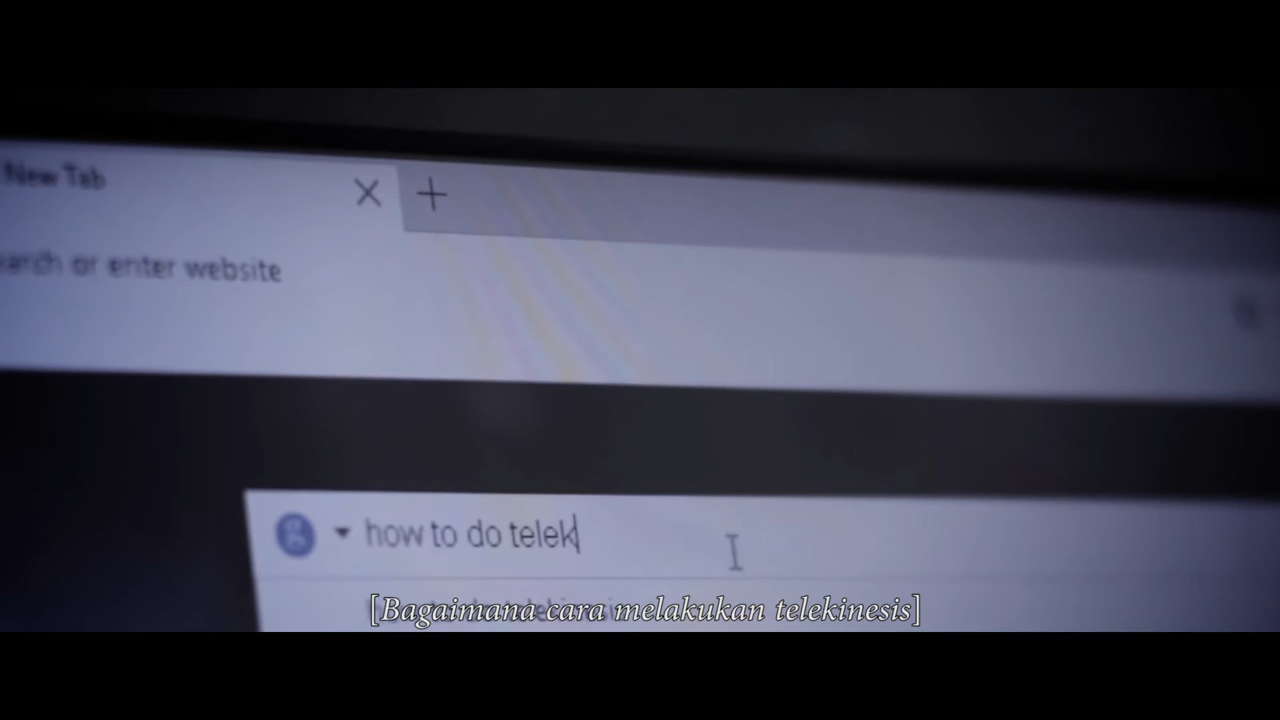 New Tab
earch or enter website
how to do telek
[Bagaimana cara melakukan telekinesis]